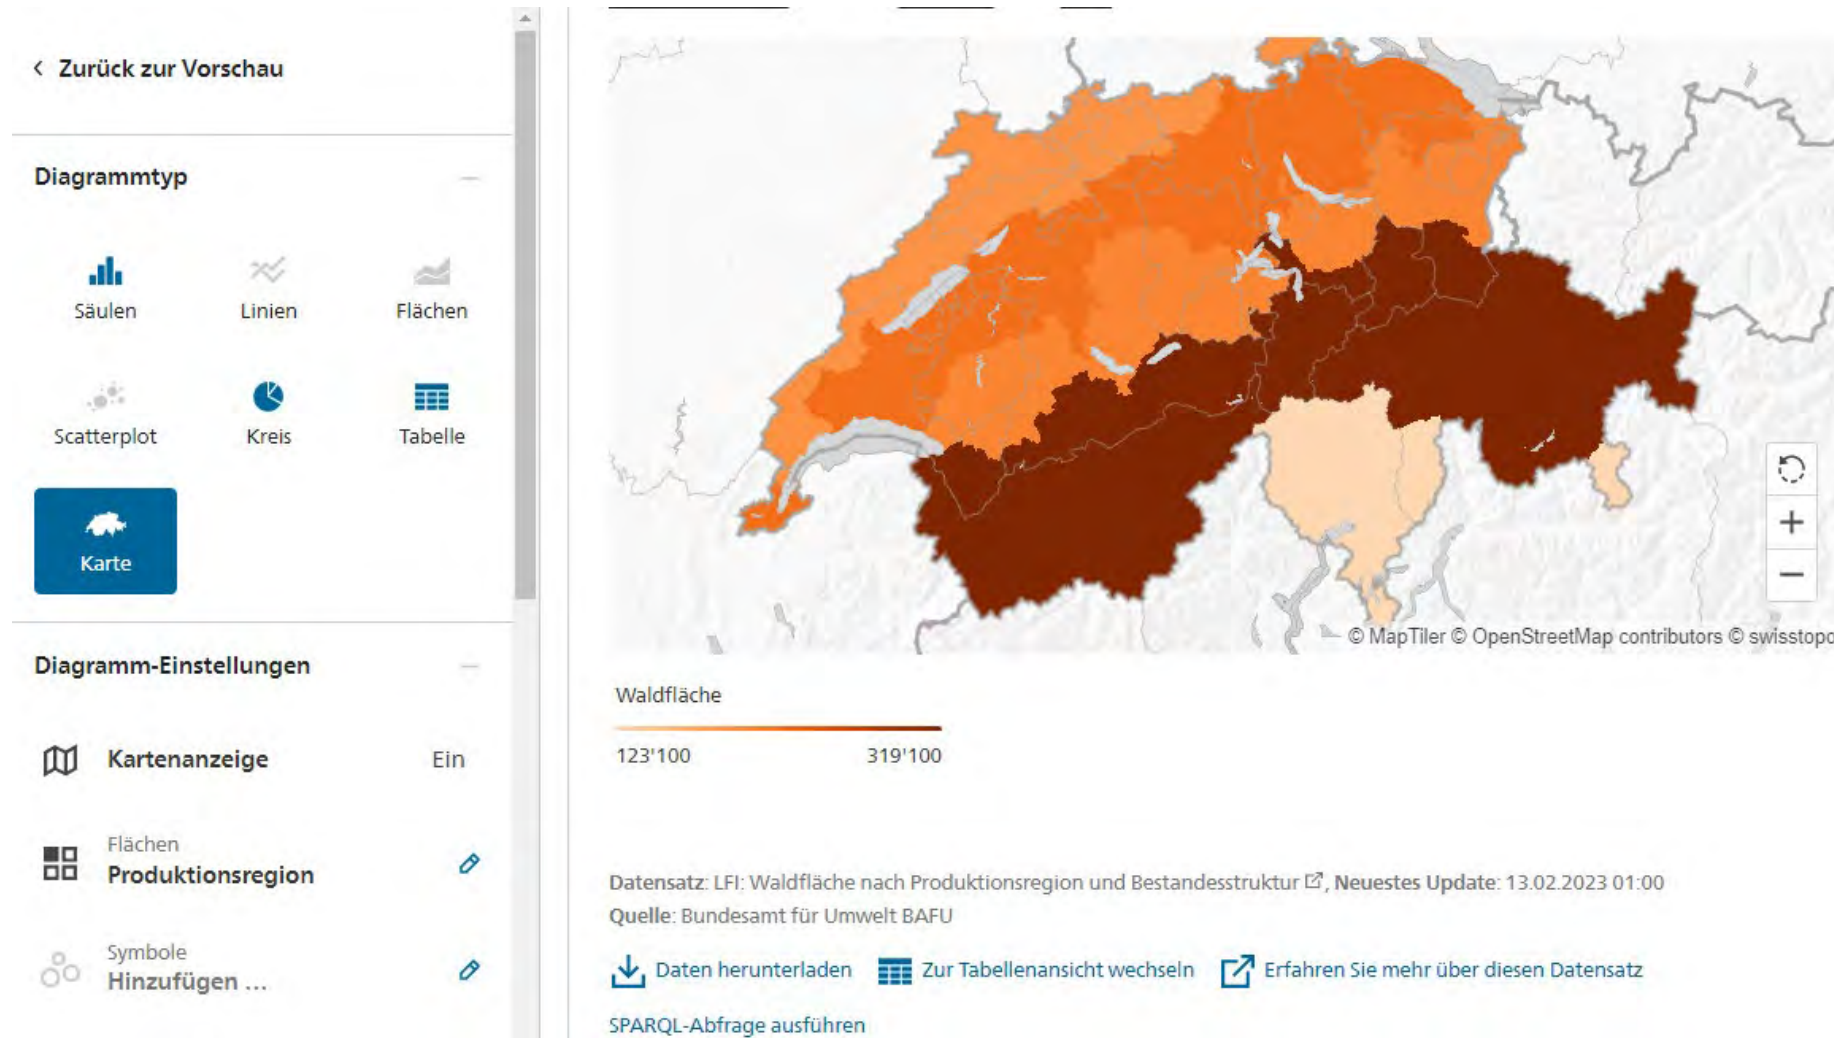 Zurück zur Vorschau
Diagrammtyp
Säulen
Linien
Flächen
Scatterplot
Kreis
Tabelle
Karte
Diagramm-Einstellungen
Kartenanzeige
Ein
Flächen
Produktionsregion
Symbole
Hinzufügen ...
© MapTiler © OpenStreetMap contributors © swisstopo
Waldfläche
123'100
319'100
Datensatz: LFI: Waldfläche nach Produktionsregion und Bestandesstruktur, Neuestes Update: 13.02.2023 01:00
Quelle: Bundesamt für Umwelt BAFU
Daten herunterladen
Zur Tabellenansicht wechseln
Erfahren Sie mehr über diesen Datensatz
SPARQL-Abfrage ausführen